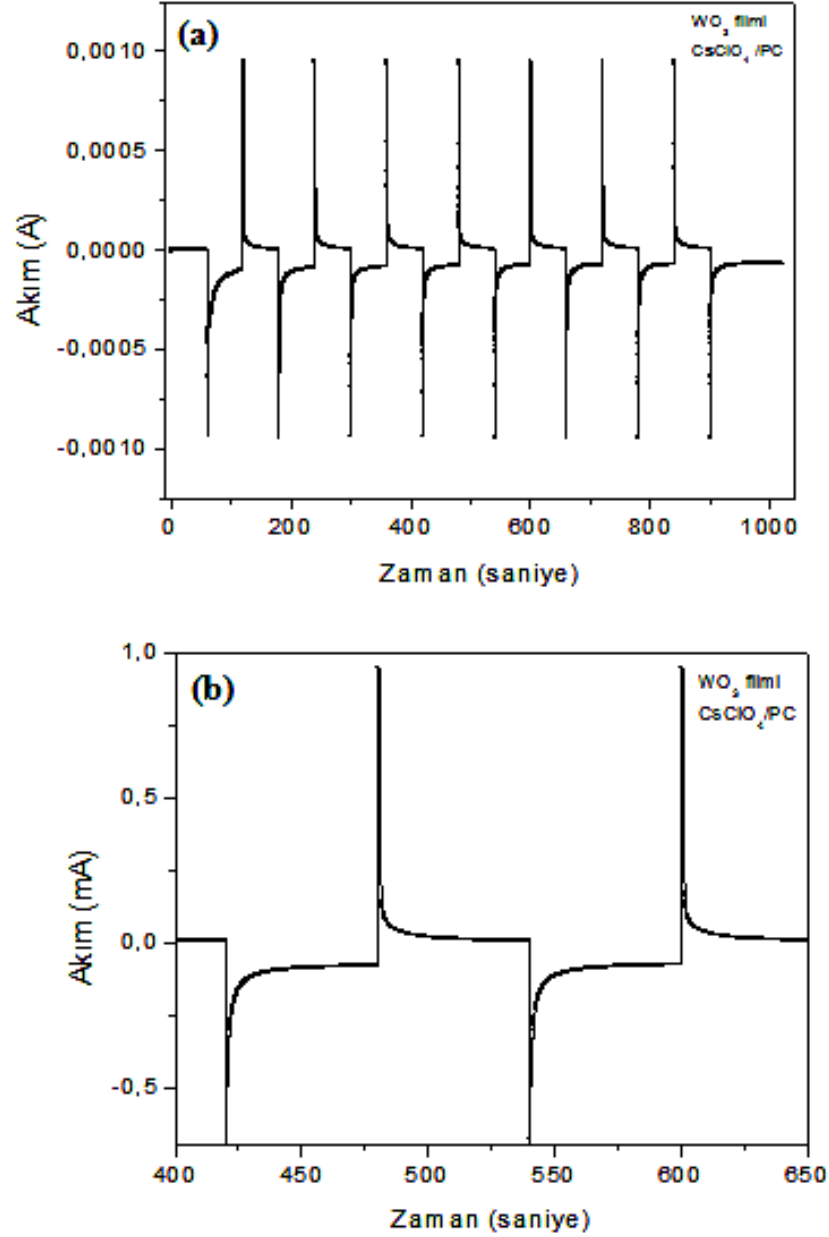 (a)
WO₃ filmi
CsClO₄ /PC
0,0010
0,0005
0,0000
-0,0005
-0,0010
Akım (A)
0 200 400 600 800 1000
Zaman (saniye)
(b)
WO₃ filmi
CsClO₄/PC
1,0
0,5
0,0
-0,5
Akım (mA)
400 450 500 550 600 650
Zaman (saniye)